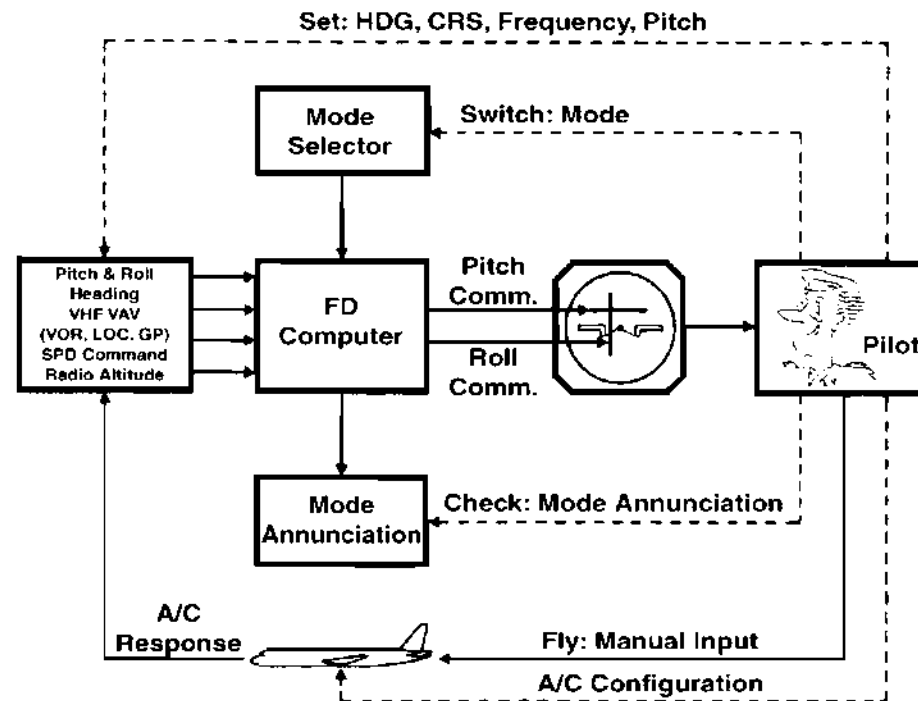 Set: HDG, CRS, Frequency, Pitch
Mode
Selector
Switch: Mode
Pitch & Roll
Heading
VHF VAV
(VOR, LOC. GP)
SPD Command
Radio Altitude
FD
Computer
Pitch
Comm.
Roll
Comm.
Pilot
Mode
Annunciation
Check: Mode Annunciation
A/C
Response
Fly: Manual Input
A/C Configuration